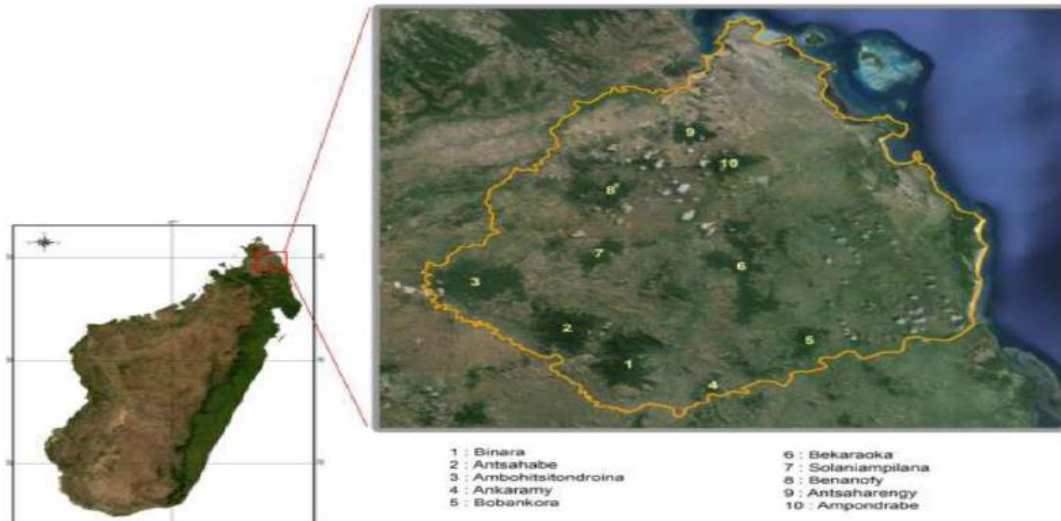 9
10
8
7
6
3
2
5
1
4
1 : Binara
2 : Antsahabe
3 : Ambohitsitondroina
4 : Ankaramy
5 : Bobankora
6 : Bekaraoka
7 : Solaniampilana
8 : Benanofy
9 : Antsaharengy
10 : Ampondrabe